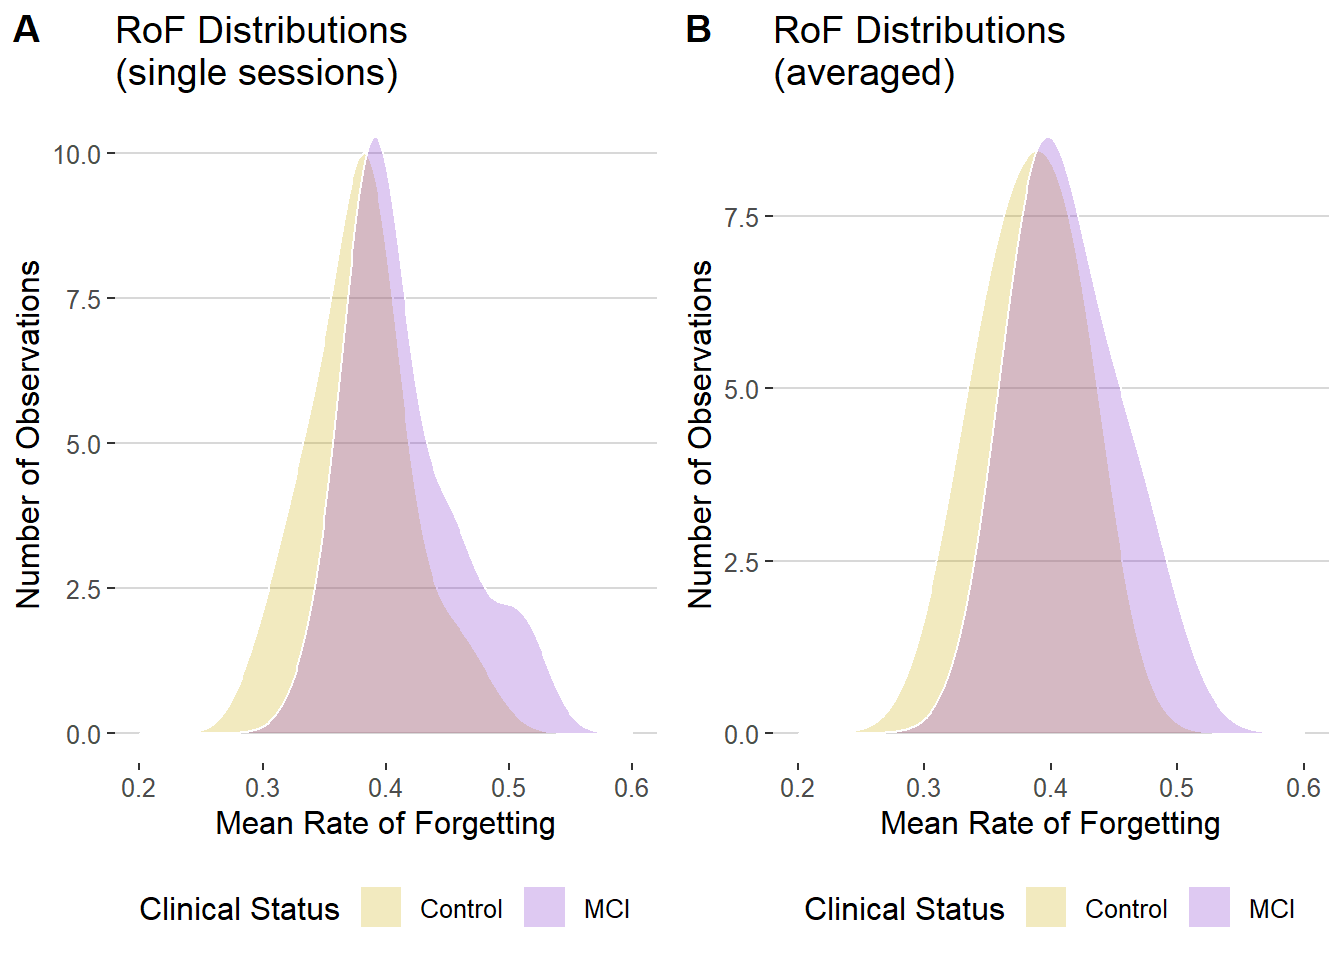 A
RoF Distributions
(single sessions)
Number of Observations
10.0
7.5
5.0
2.5
0.0
0.2 0.3 0.4 0.5 0.6
Mean Rate of Forgetting
Clinical Status Control MCI
B
RoF Distributions
(averaged)
Number of Observations
7.5
5.0
2.5
0.0
0.2 0.3 0.4 0.5 0.6
Mean Rate of Forgetting
Clinical Status Control MCI